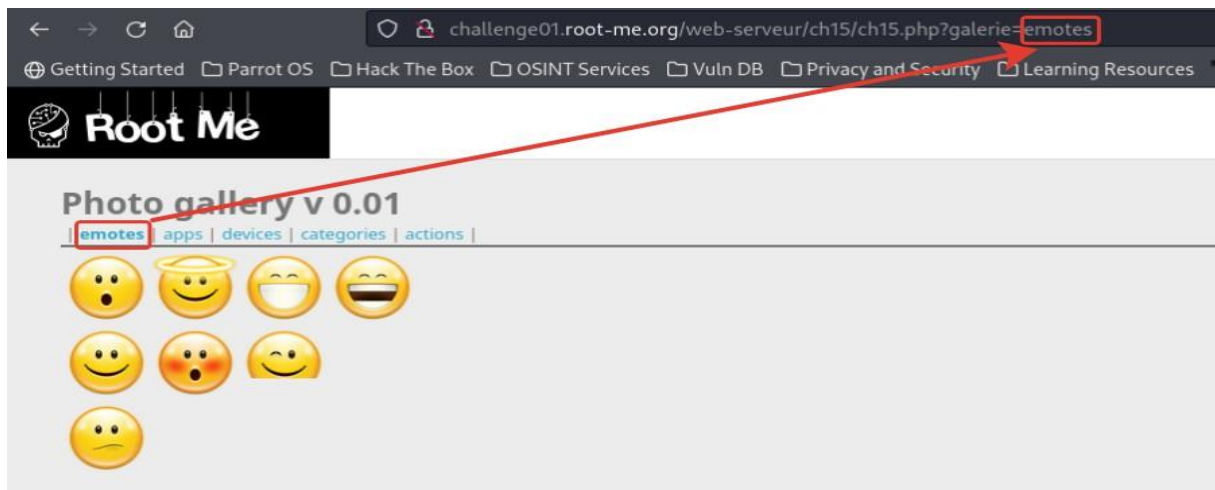 challenge01.root-me.org/web-serveur/ch15/ch15.php?galerie=emotes
Getting Started Parrot OS Hack The Box OSINT Services Vuln DB Privacy and Security Learning Resources
Root Me
Photo gallery v 0.01
| emotes | apps | devices | categories | actions |